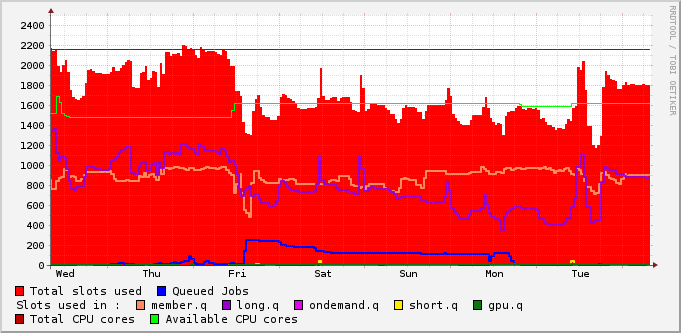 2400
2200
2000
1800
1600
1400
1200
1000
800
600
400
200
0
Wed Thu Fri Sat Sun Mon Tue
RRDTOOL / TOBI OETIKER
Total slots used Queued Jobs
Slots used in : member.q long.q ondemand.q short.q gpu.q
Total CPU cores Available CPU cores